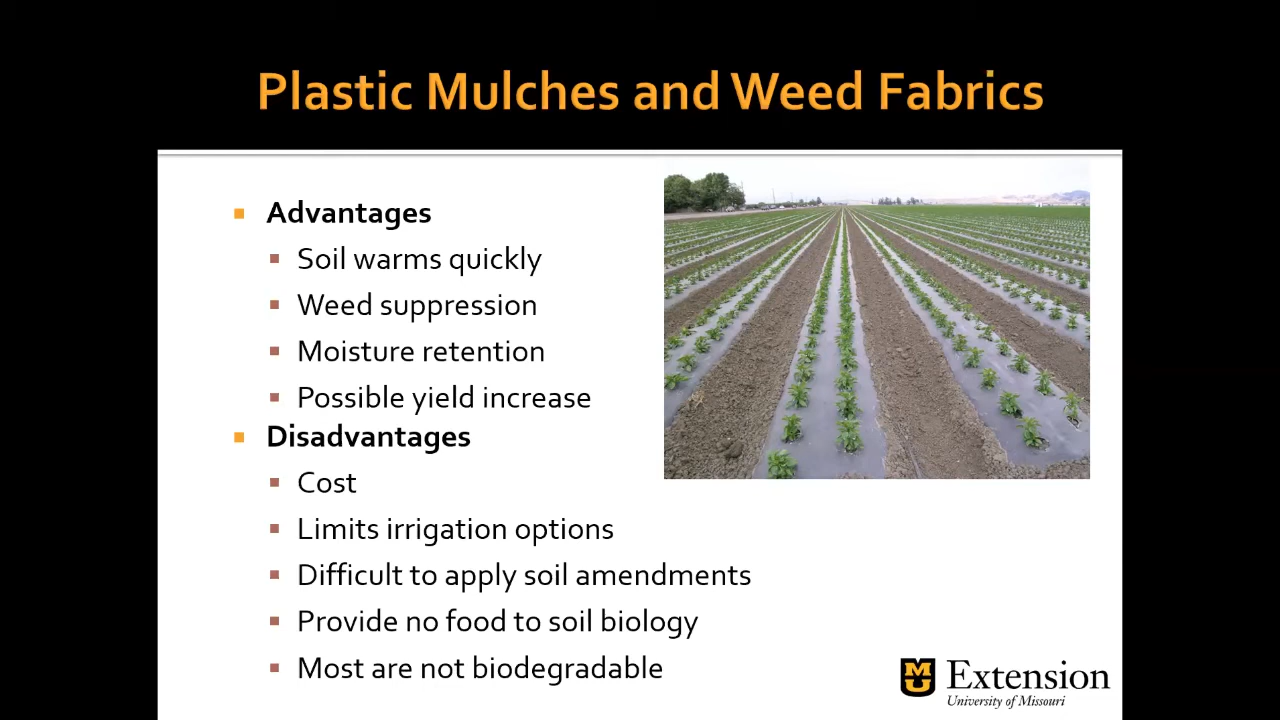 Plastic Mulches and Weed Fabrics
Advantages
Soil warms quickly
Weed suppression
Moisture retention
Possible yield increase
Disadvantages
Cost
Limits irrigation options
Difficult to apply soil amendments
Provide no food to soil biology
Most are not biodegradable
MU Extension
University of Missouri